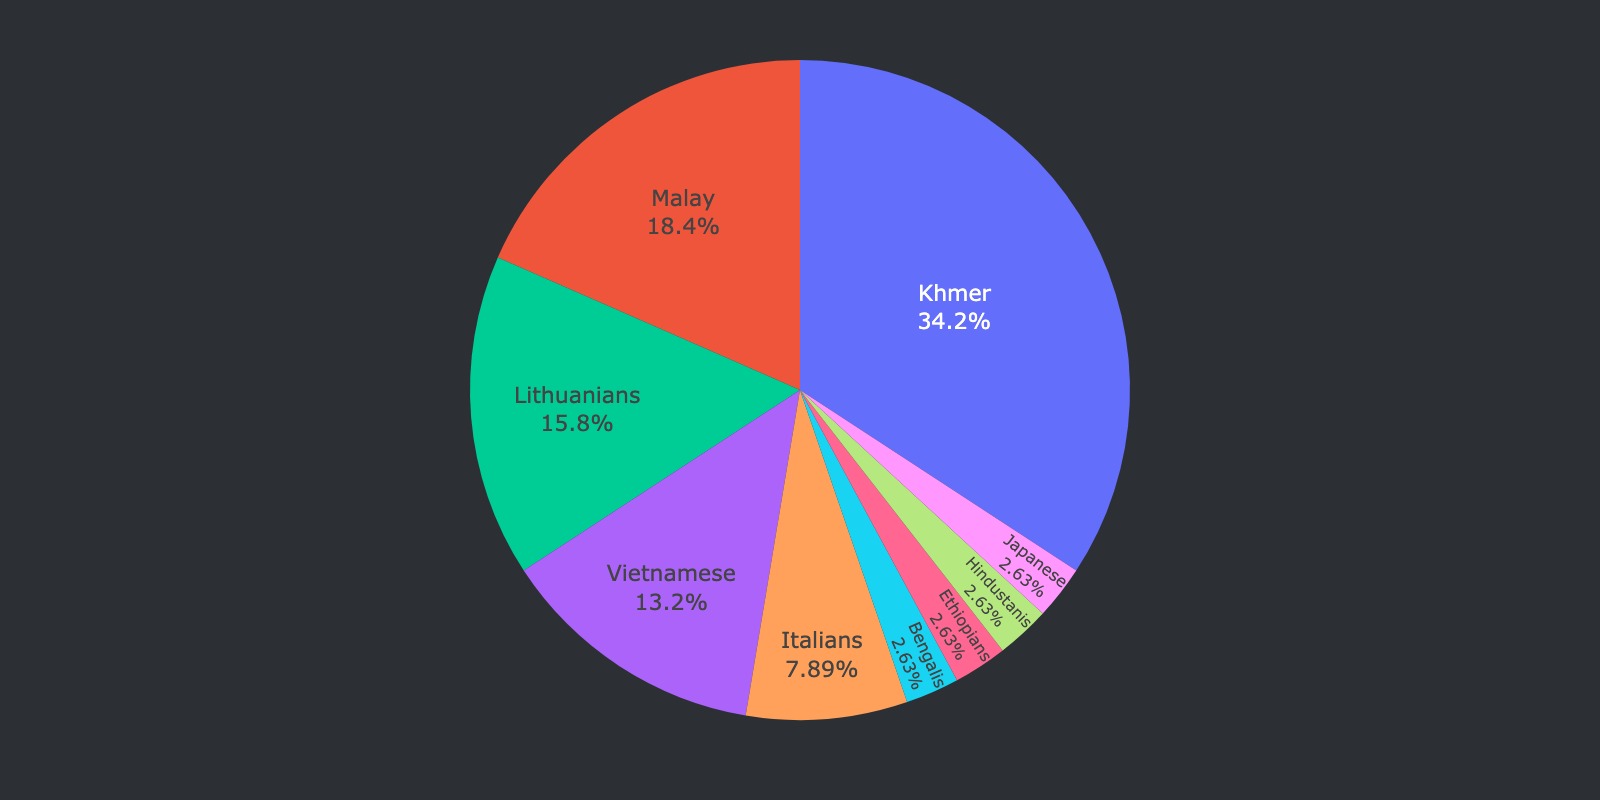 Khmer
34.2%
Malay
18.4%
Lithuanians
15.8%
Vietnamese
13.2%
Italians
7.89%
Bengalis
2.63%
Ethiopians
2.63%
Hindustanis
2.63%
Japanese
2.63%